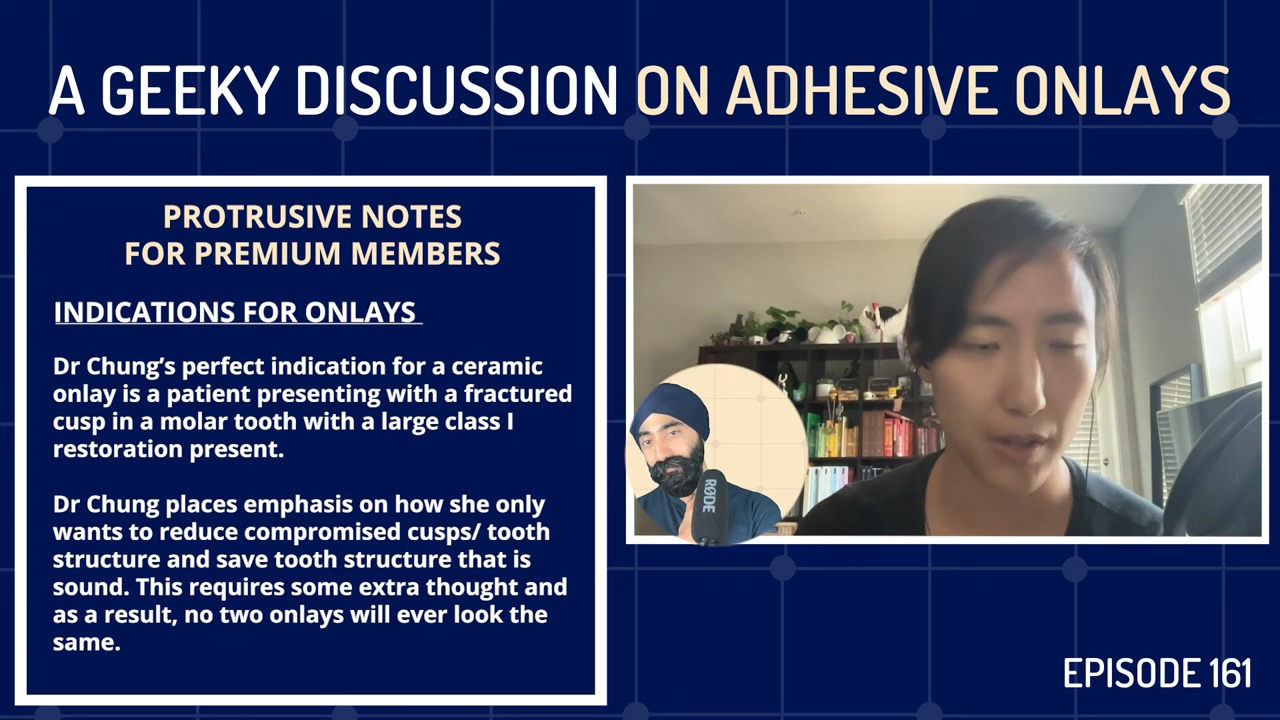 A GEEKY DISCUSSION ON ADHESIVE ONLAYS
PROTRUSIVE NOTES
FOR PREMIUM MEMBERS
INDICATIONS FOR ONLAYS
Dr Chung’s perfect indication for a ceramic
onlay is a patient presenting with a fractured
cusp in a molar tooth with a large class I
restoration present.
Dr Chung places emphasis on how she only
wants to reduce compromised cusps/ tooth
structure and save tooth structure that is
sound. This requires some extra thought and
as a result, no two onlays will ever look the
same.
RØDE
EPISODE 161